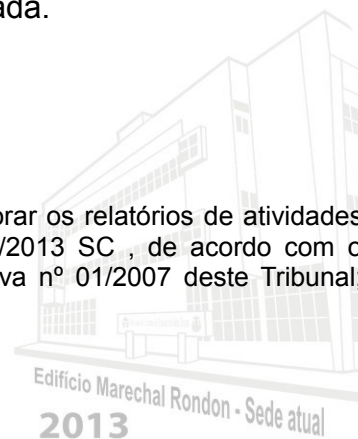 ada.
orar os relatórios de atividades
/2013 SC , de acordo com o
va nº 01/2007 deste Tribunal;
Edifício Marechal Rondon - Sede atual
2013